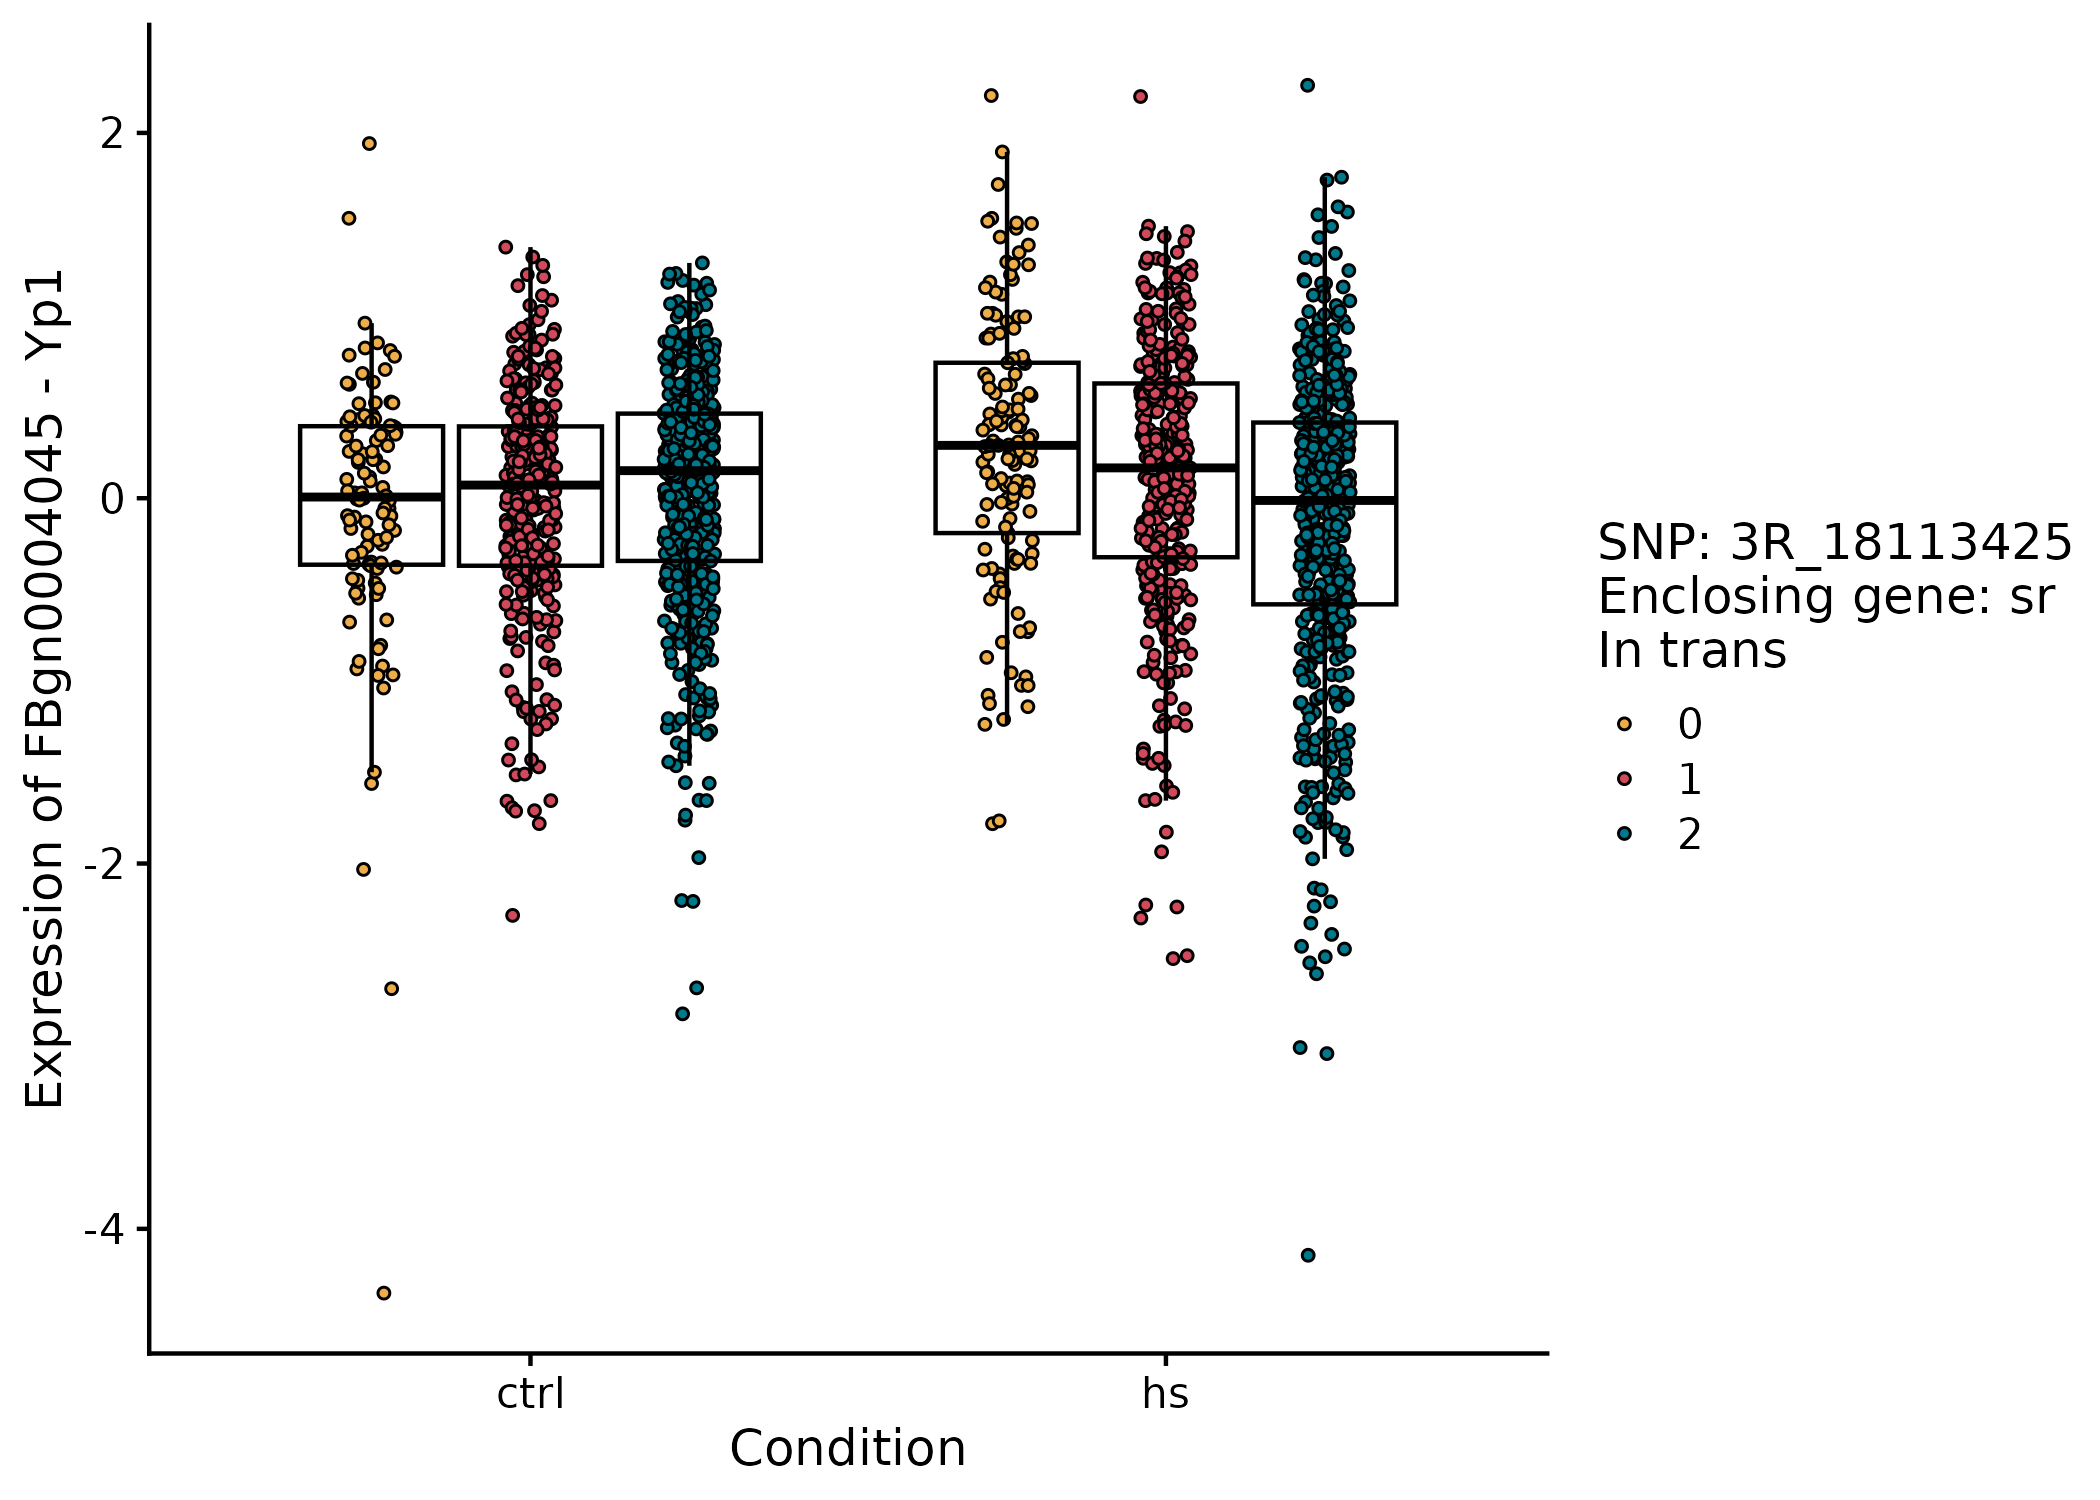 Expression of FBgn0004045 - Yp1
2
0
-2
-4
ctrl
hs
Condition
SNP: 3R_18113425
Enclosing gene: sr
In trans
0
1
2